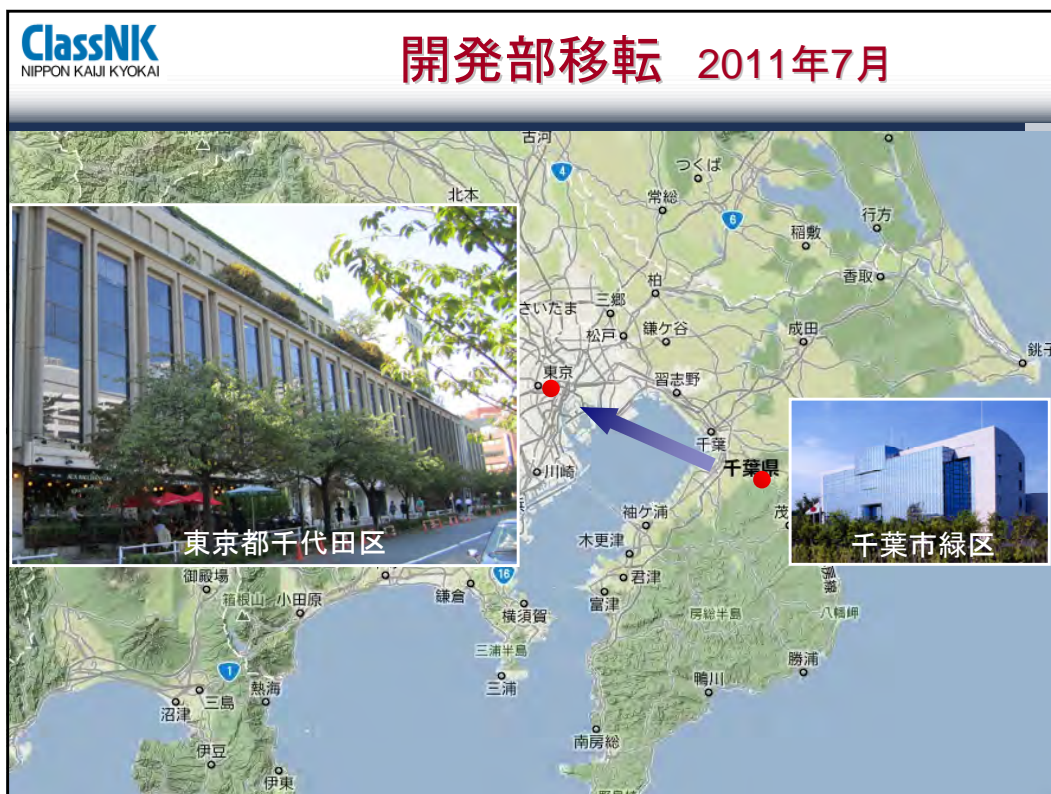 ClassNK
NIPPON KAIJI KYOKAI
開発部移転 2011年7月
古河
4
つくば
北本
常総
6
行方
稲敷
香取
柏
さいたま
三郷
松戸
鎌ケ谷
成田
銚子
東京
習志野
千葉
川崎
千葉県
袖ケ浦
茂
木更津
東京都千代田区
千葉市緑区
御殿場
16
君津
箱根山
小田原
鎌倉
横須賀
富津
房総半島
八幡岬
三浦半島
1
熱海
三浦
勝浦
鴨川
三島
沼津
南房総
伊豆
伊東